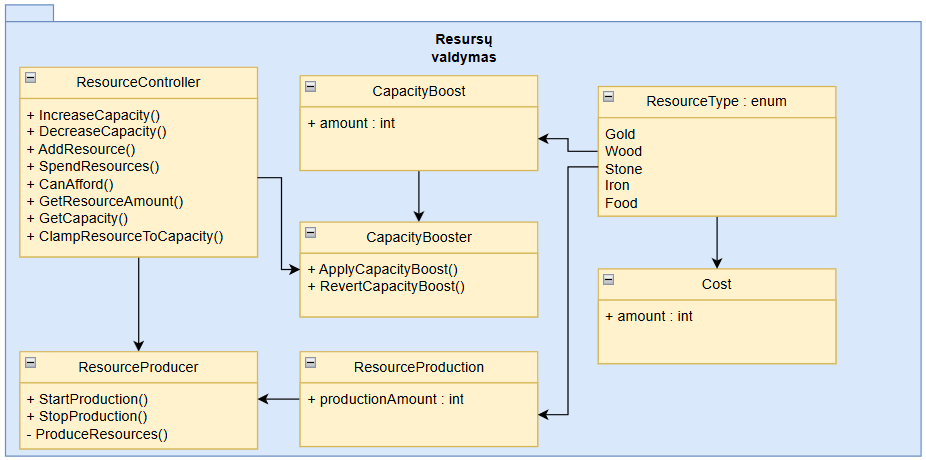 Resursų
valdymas
ResourceController
+ IncreaseCapacity()
+ DecreaseCapacity()
+ AddResource()
+ SpendResources()
+ CanAfford()
+ GetResourceAmount()
+ GetCapacity()
+ ClampResourceToCapacity()
CapacityBoost
+ amount : int
ResourceType : enum
Gold
Wood
Stone
Iron
Food
CapacityBooster
+ ApplyCapacityBoost()
+ RevertCapacityBoost()
Cost
+ amount : int
ResourceProducer
+ StartProduction()
+ StopProduction()
- ProduceResources()
ResourceProduction
+ productionAmount : int